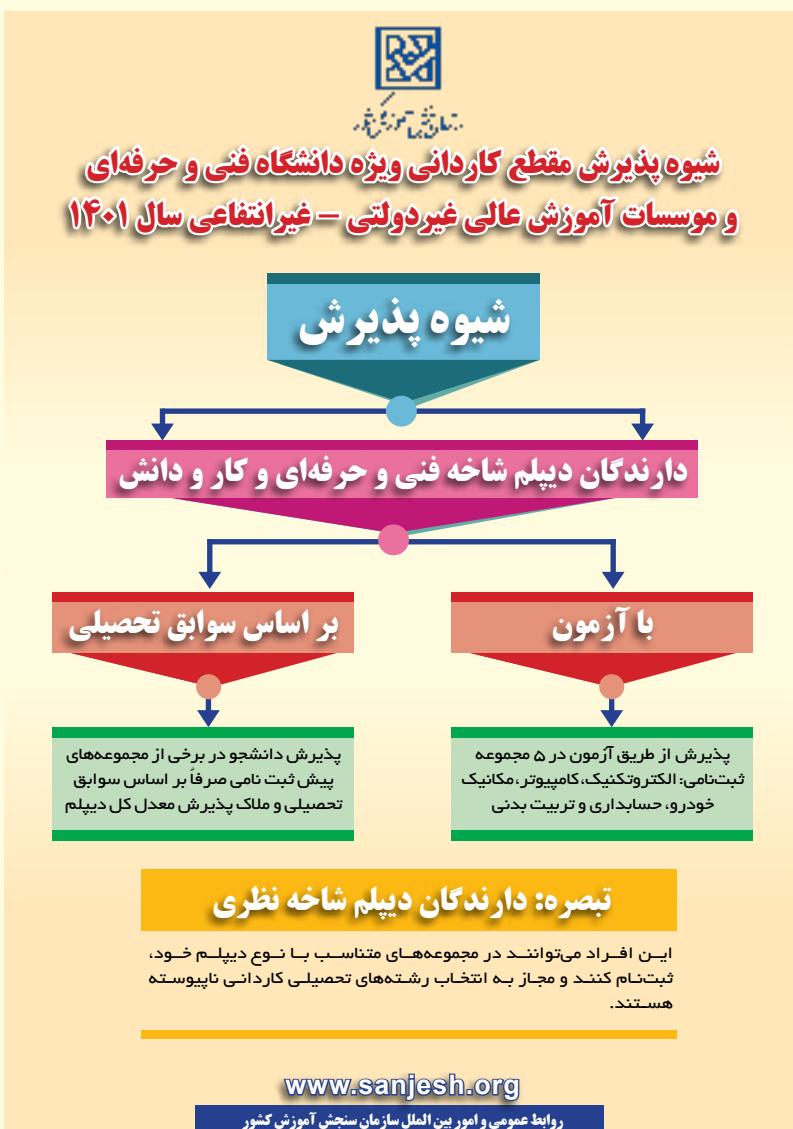 سازمان سنجش آموزش کشور
شیوه پذیرش مقطع کاردانی ویژه دانشگاه فنی و حرفه‌ای
و موسسات آموزش عالی غیردولتی – غیرانتفاعی سال ۱۴۰۱
شیوه پذیرش
دارندگان دیپلم شاخه فنی و حرفه‌ای و کار و دانش
با آزمون
پذیرش از طریق آزمون در ۵ مجموعه
ثبت‌نامی: الکتروتکنیک،کامپیوتر، مکانیک
خودرو، حسابداری و تربیت بدنی
بر اساس سوابق تحصیلی
پذیرش دانشجو در برخی از مجموعه‌های
پیش ثبت نامی صرفاً بر اساس سوابق
تحصیلی و ملاک پذیرش معدل کل دیپلم
تبصره: دارندگان دیپلم شاخه نظری
این افراد می‌توانند در مجموعه‌های متناسب با نوع دیپلم خود،
ثبت‌نام کنند و مجاز به انتخاب رشته‌های تحصیلی کاردانی ناپیوسته
هستند.
www.sanjesh.org
روابط عمومی و امور بین الملل سازمان سنجش آموزش کشور